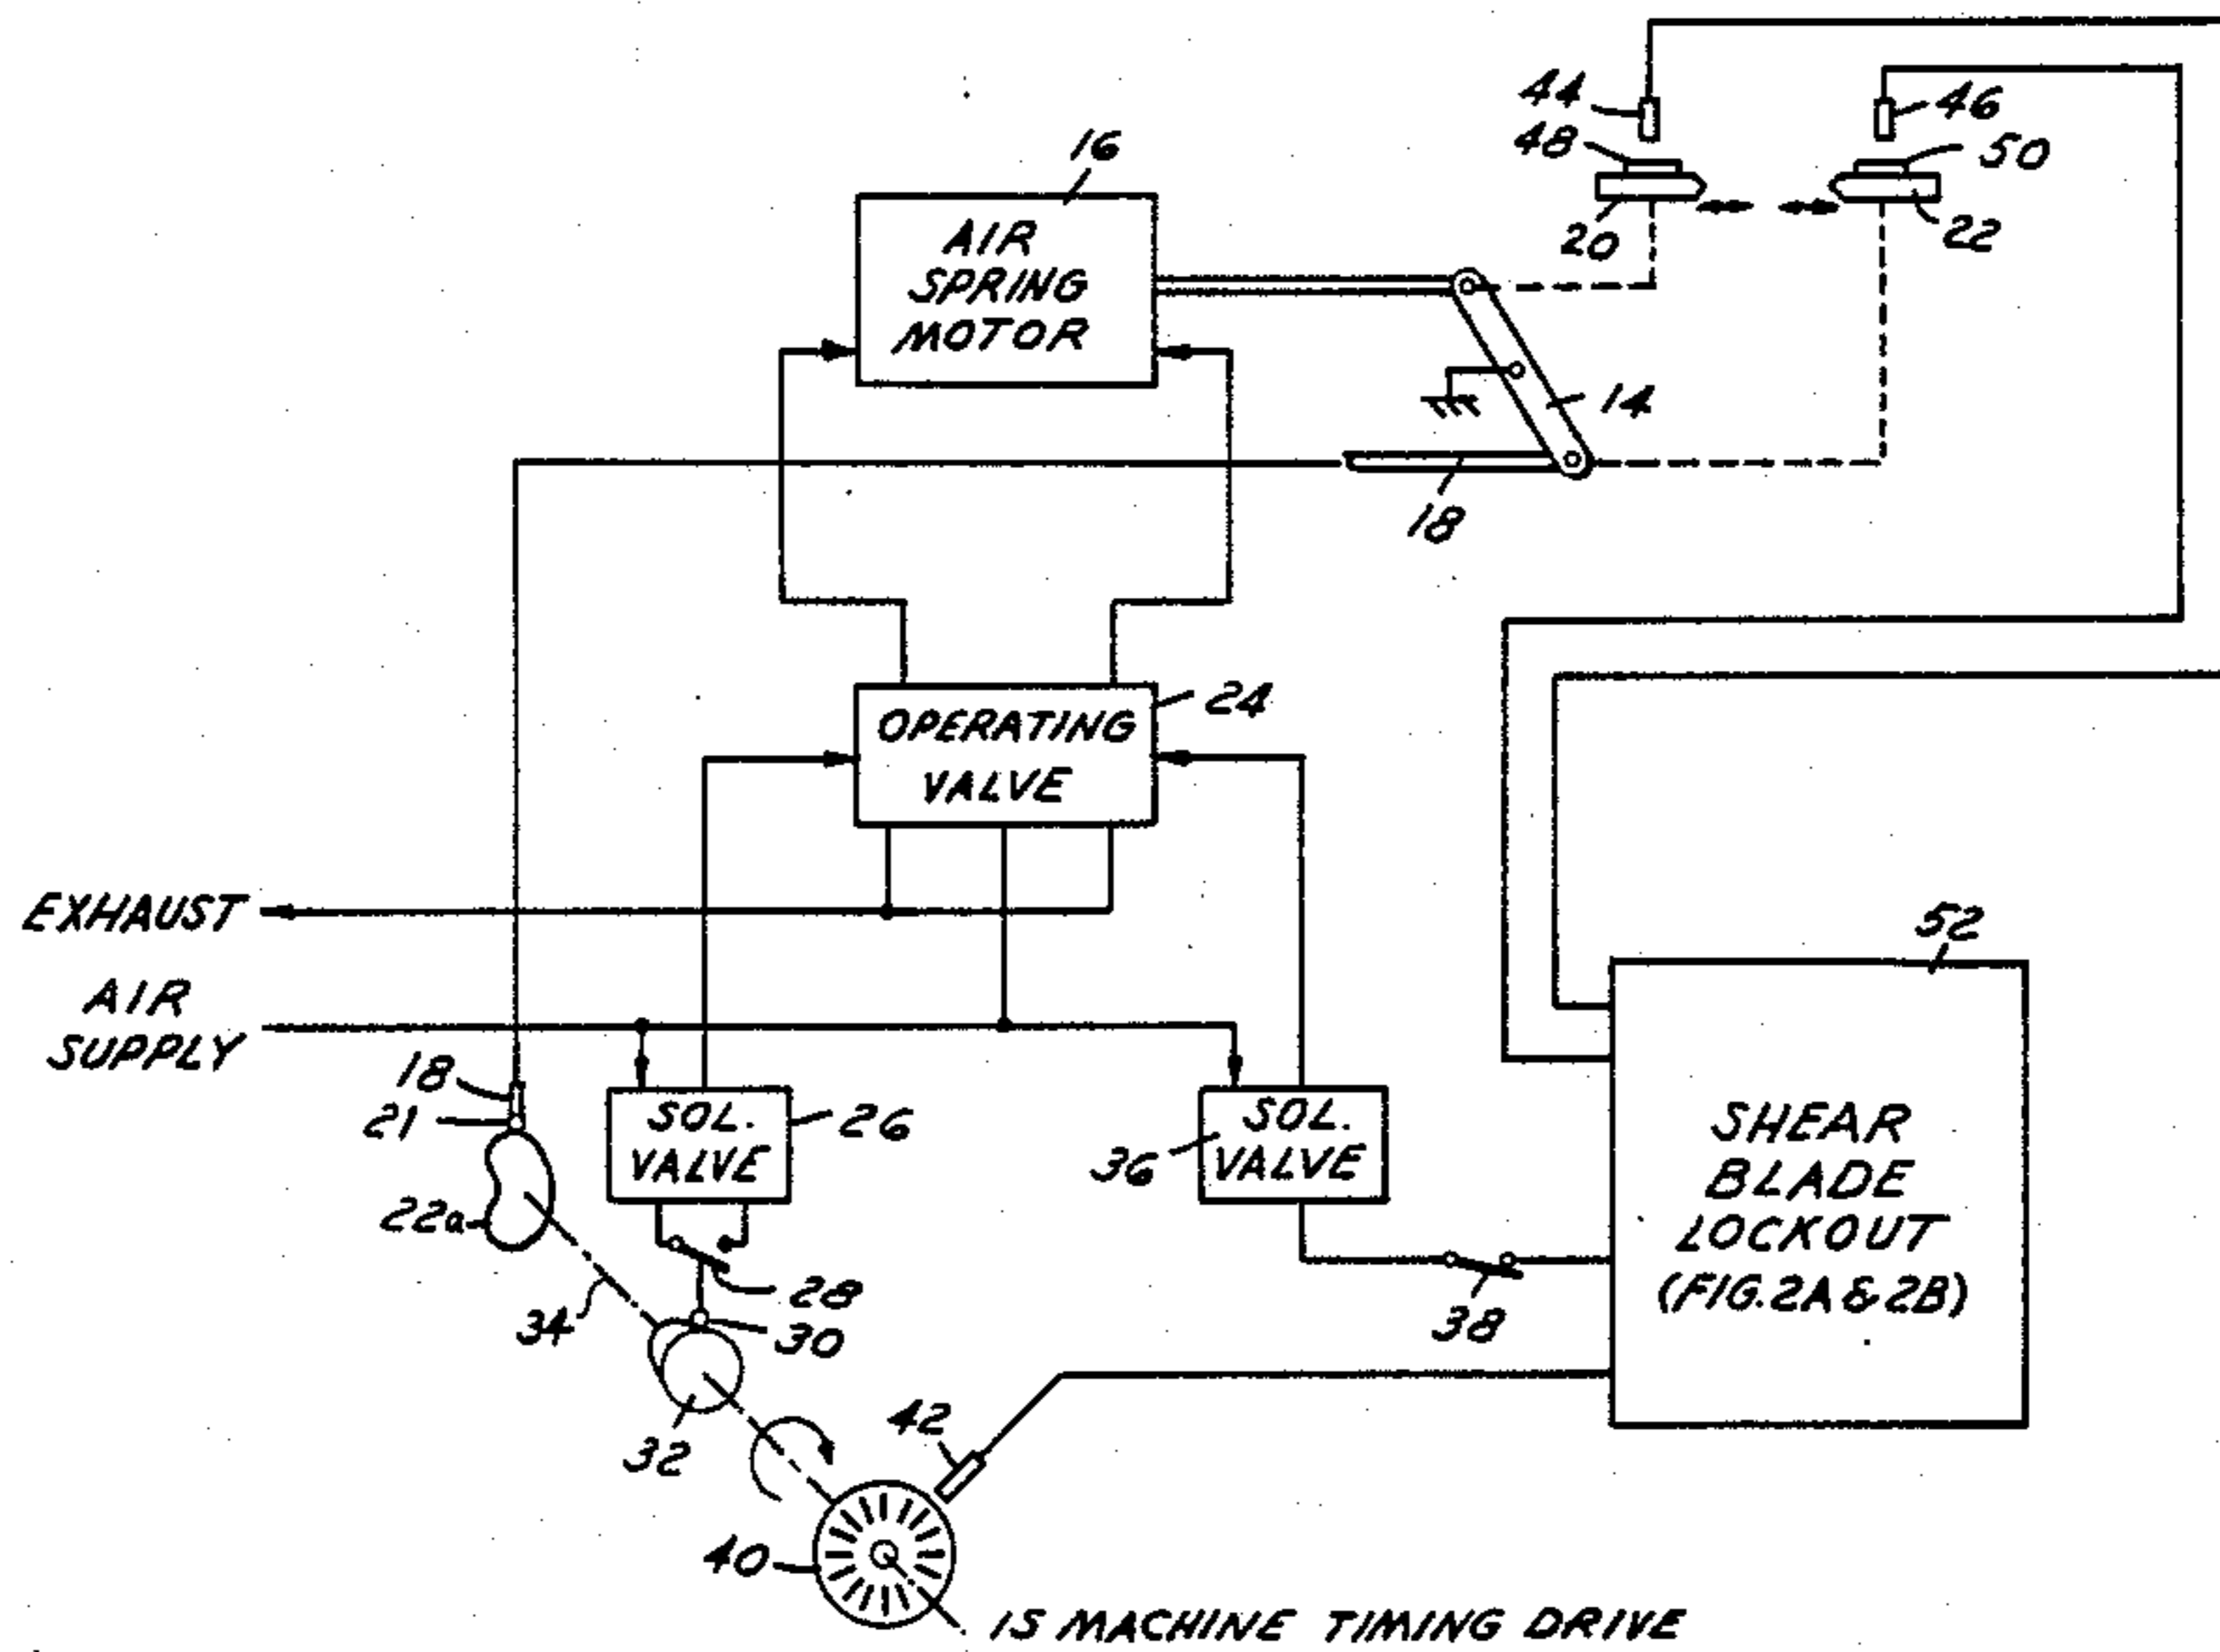 44
46
48
50
16
20
22
AIR
SPRING
MOTOR
14
18
24
OPERATING
VALVE
EXHAUST
52
AIR
SUPPLY
18
21
SOL.
VALVE
26
36
SOL.
VALVE
SHEAR
BLADE
LOCKOUT
(FIG. 2A & 2B)
22a
28
34
30
38
32
42
40
IS MACHINE TIMING DRIVE